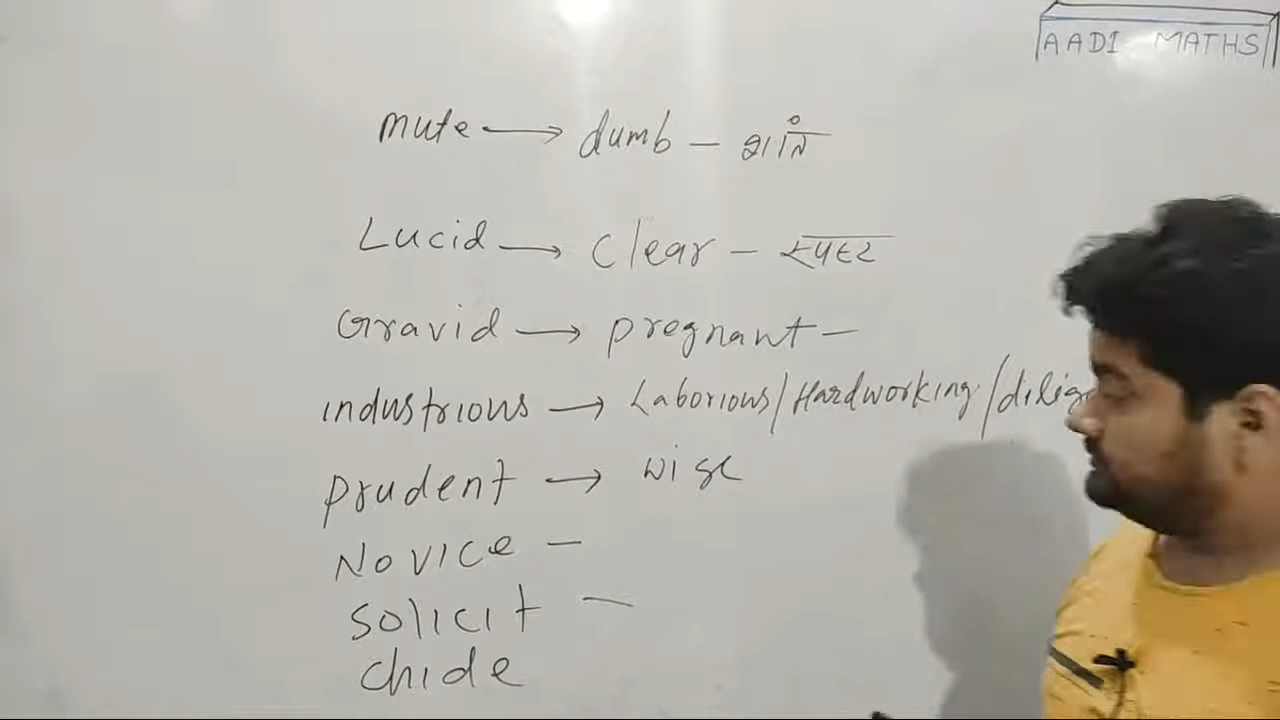 AADI MATHS
mute → dumb – शांत
Lucid → clear – स्पष्ट
Gravid → pregnant –
industrious → Laborious/Hardworking/
prudent → wise
Novice –
Solicit –
chide